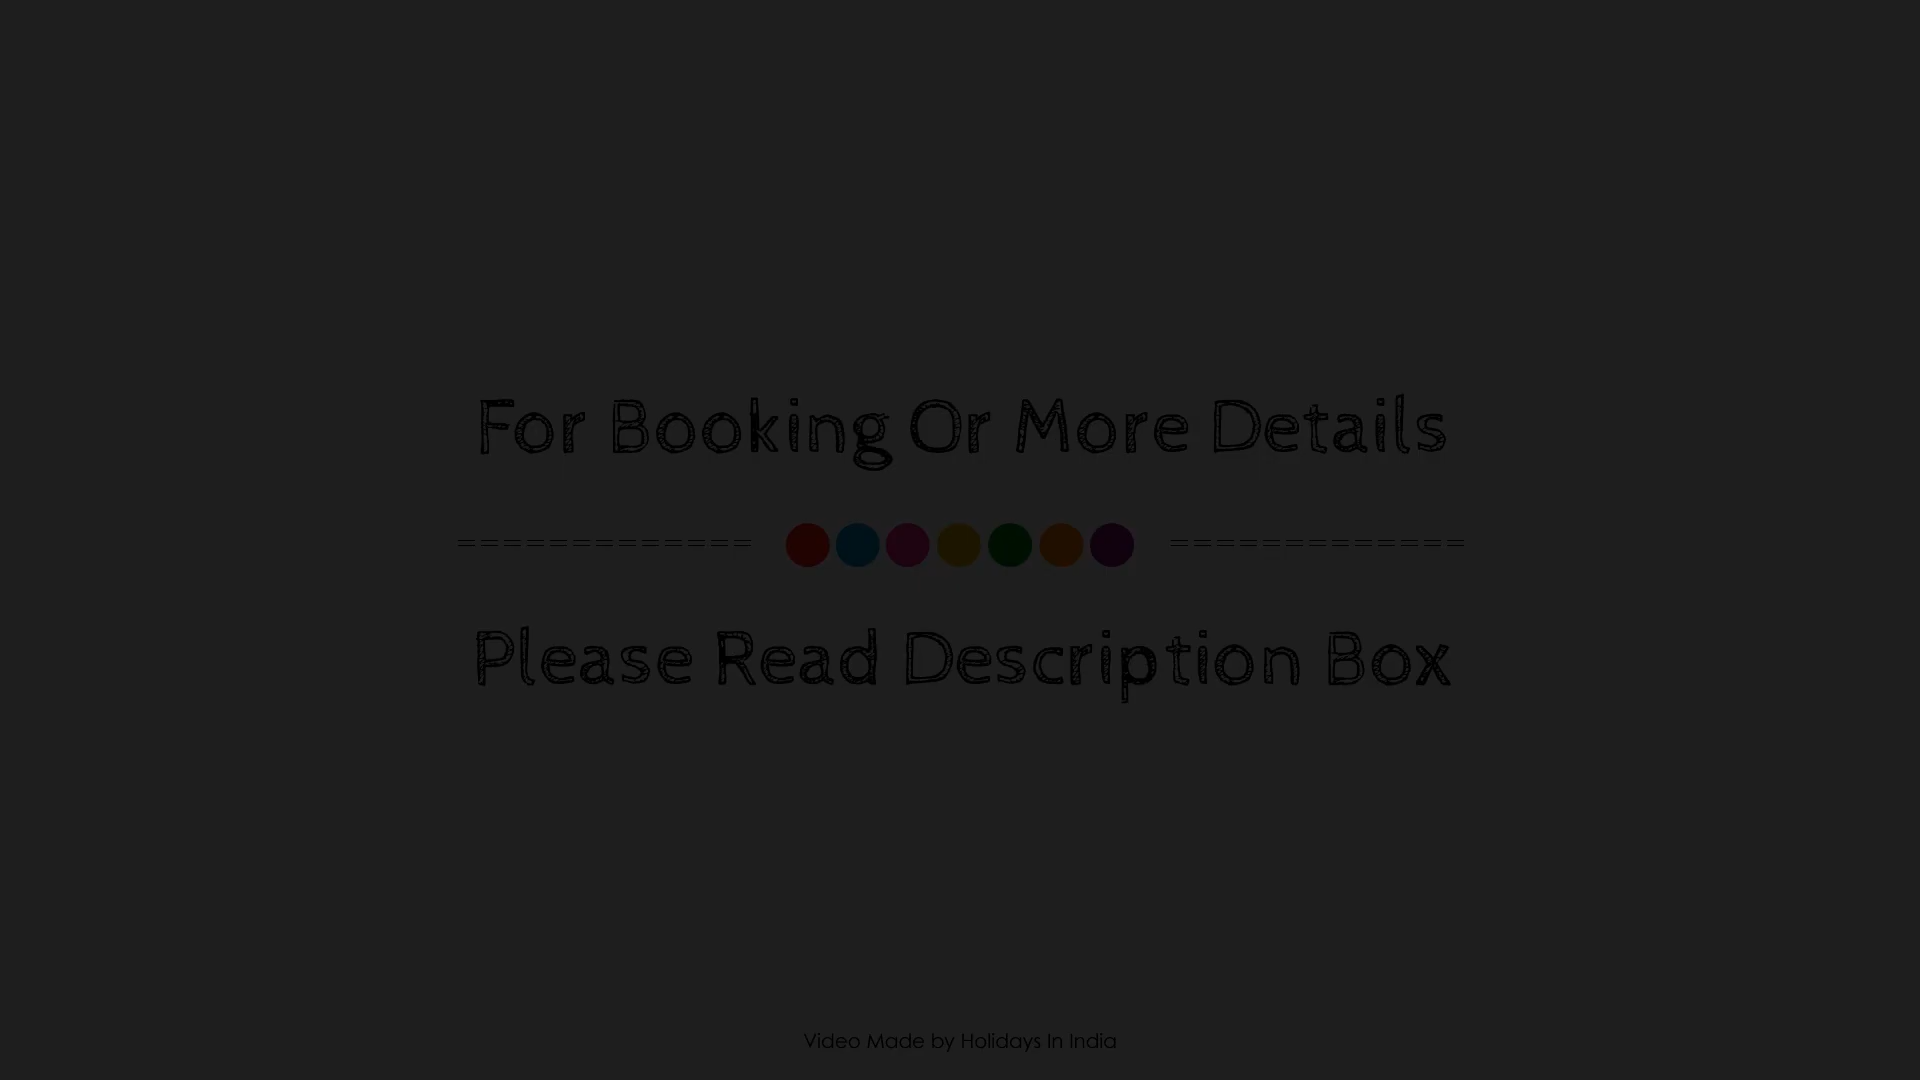 For Booking Or More Details
============= =============
Please Read Description Box
Video Made by Holidays In India